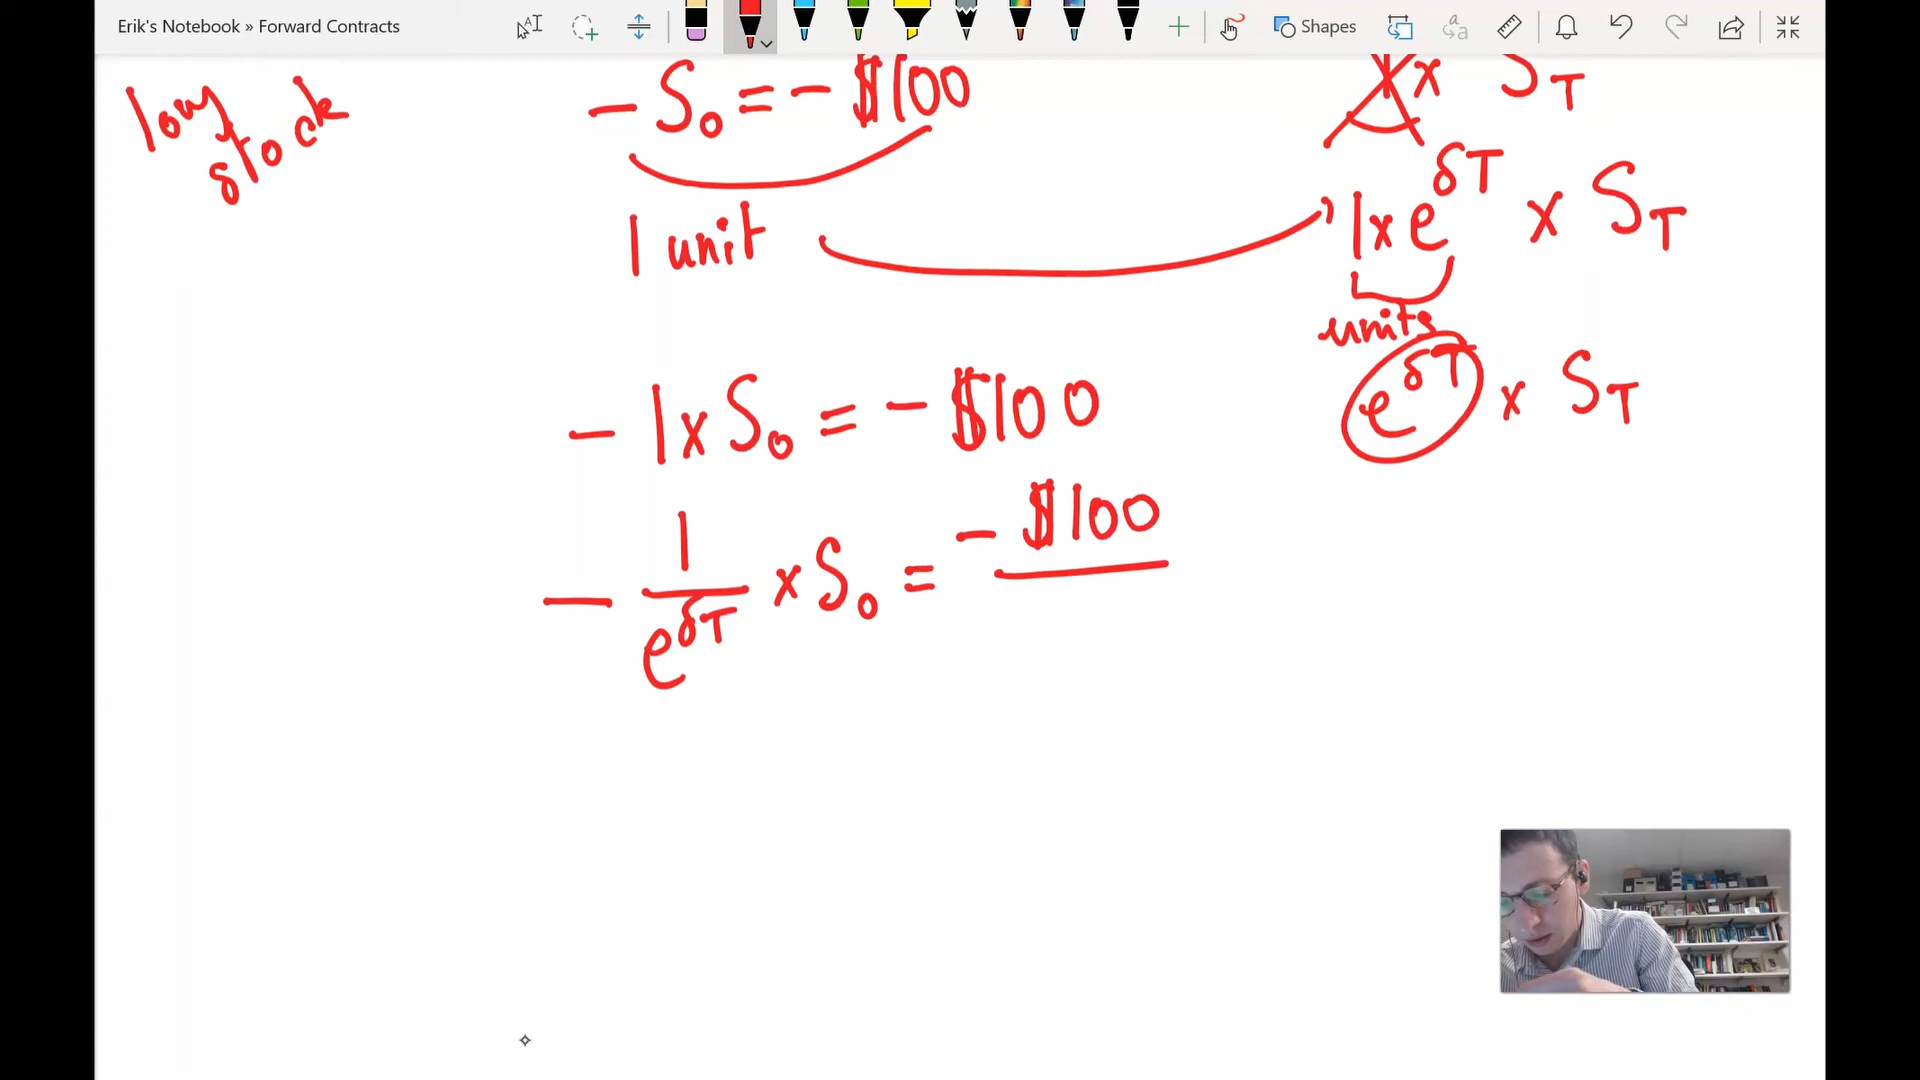 Erik's Notebook » Forward Contracts
Shapes
long stock
- S₀ = - $100
x S_T
1 unit
1 x e^{δT} x S_T
units
- 1 x S₀ = - $100
e^{δT} x S_T
- 1/e^{δT} x S₀ = - $100